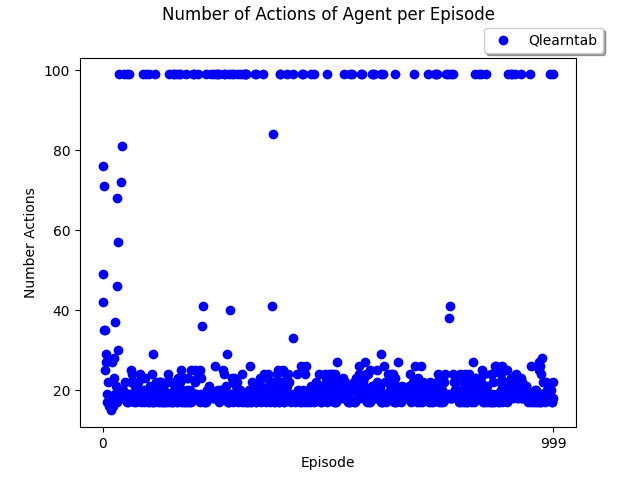 Number of Actions of Agent per Episode
Qlearntab
100
80
60
40
20
Number Actions
0
999
Episode